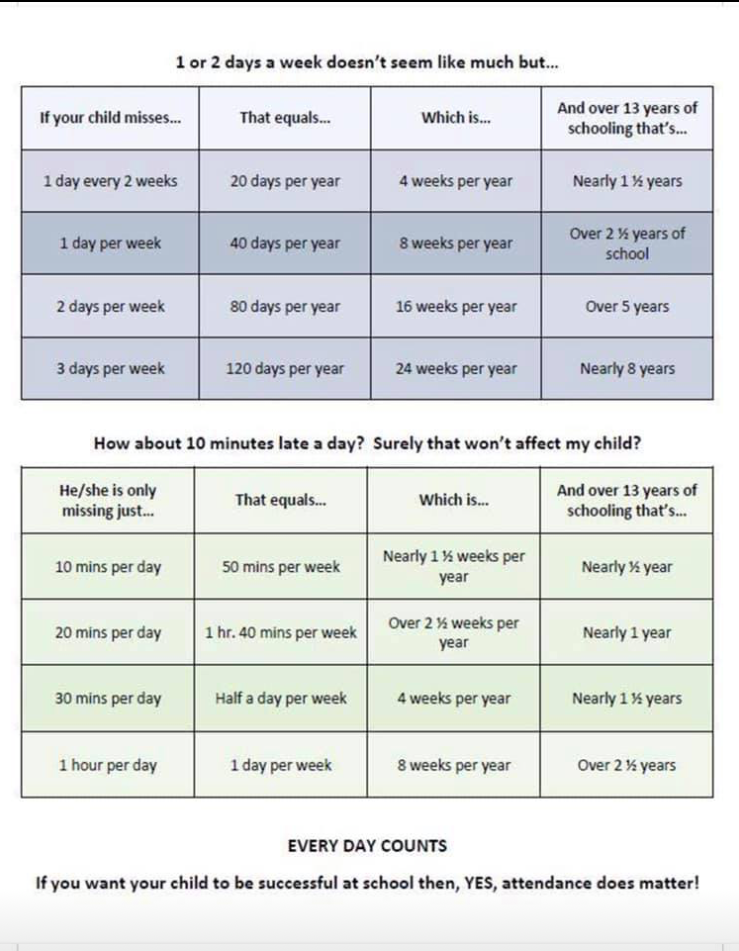 1 or 2 days a week doesn't seem like much but...
If your child misses... That equals... Which is... And over 13 years of
schooling that's...
1 day every 2 weeks 20 days per year 4 weeks per year Nearly 1 ½ years
1 day per week 40 days per year 8 weeks per year Over 2 ½ years of
school
2 days per week 80 days per year 16 weeks per year Over 5 years
3 days per week 120 days per year 24 weeks per year Nearly 8 years
How about 10 minutes late a day? Surely that won't affect my child?
He/she is only
missing just... That equals... Which is... And over 13 years of
schooling that's...
10 mins per day 50 mins per week Nearly 1 ½ weeks per
year Nearly ½ year
20 mins per day 1 hr. 40 mins per week Over 2 ½ weeks per
year Nearly 1 year
30 mins per day Half a day per week 4 weeks per year Nearly 1 ½ years
1 hour per day 1 day per week 8 weeks per year Over 2 ½ years
EVERY DAY COUNTS
If you want your child to be successful at school then, YES, attendance does matter!